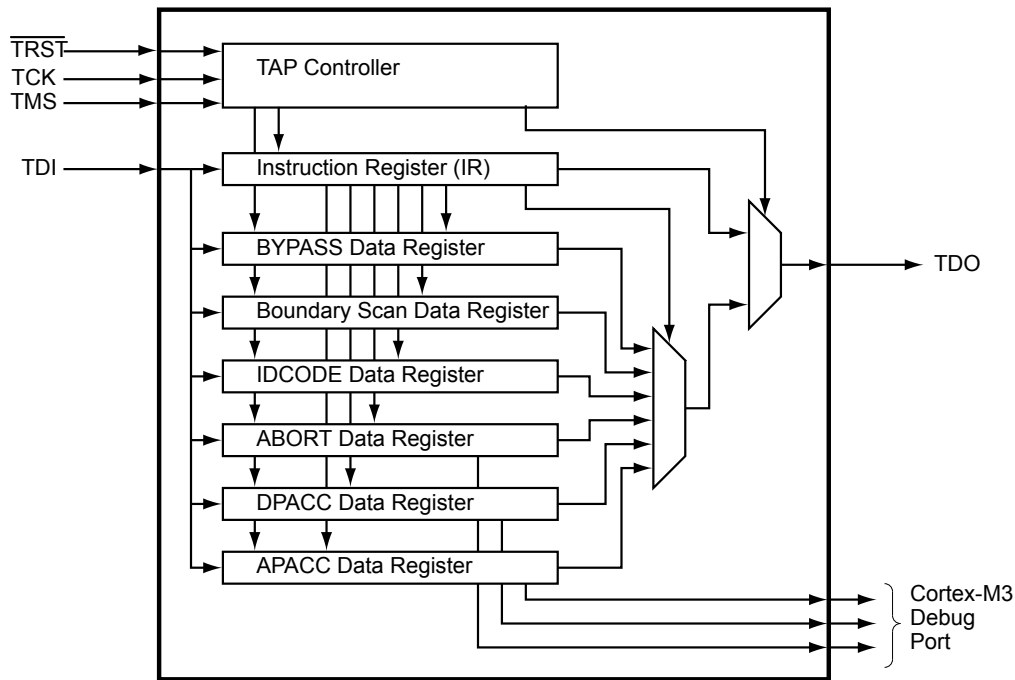 TRST
TCK
TMS
TDI
TAP Controller
Instruction Register (IR)
BYPASS Data Register
Boundary Scan Data Register
IDCODE Data Register
ABORT Data Register
DPACC Data Register
APACC Data Register
TDO
Cortex-M3
Debug
Port